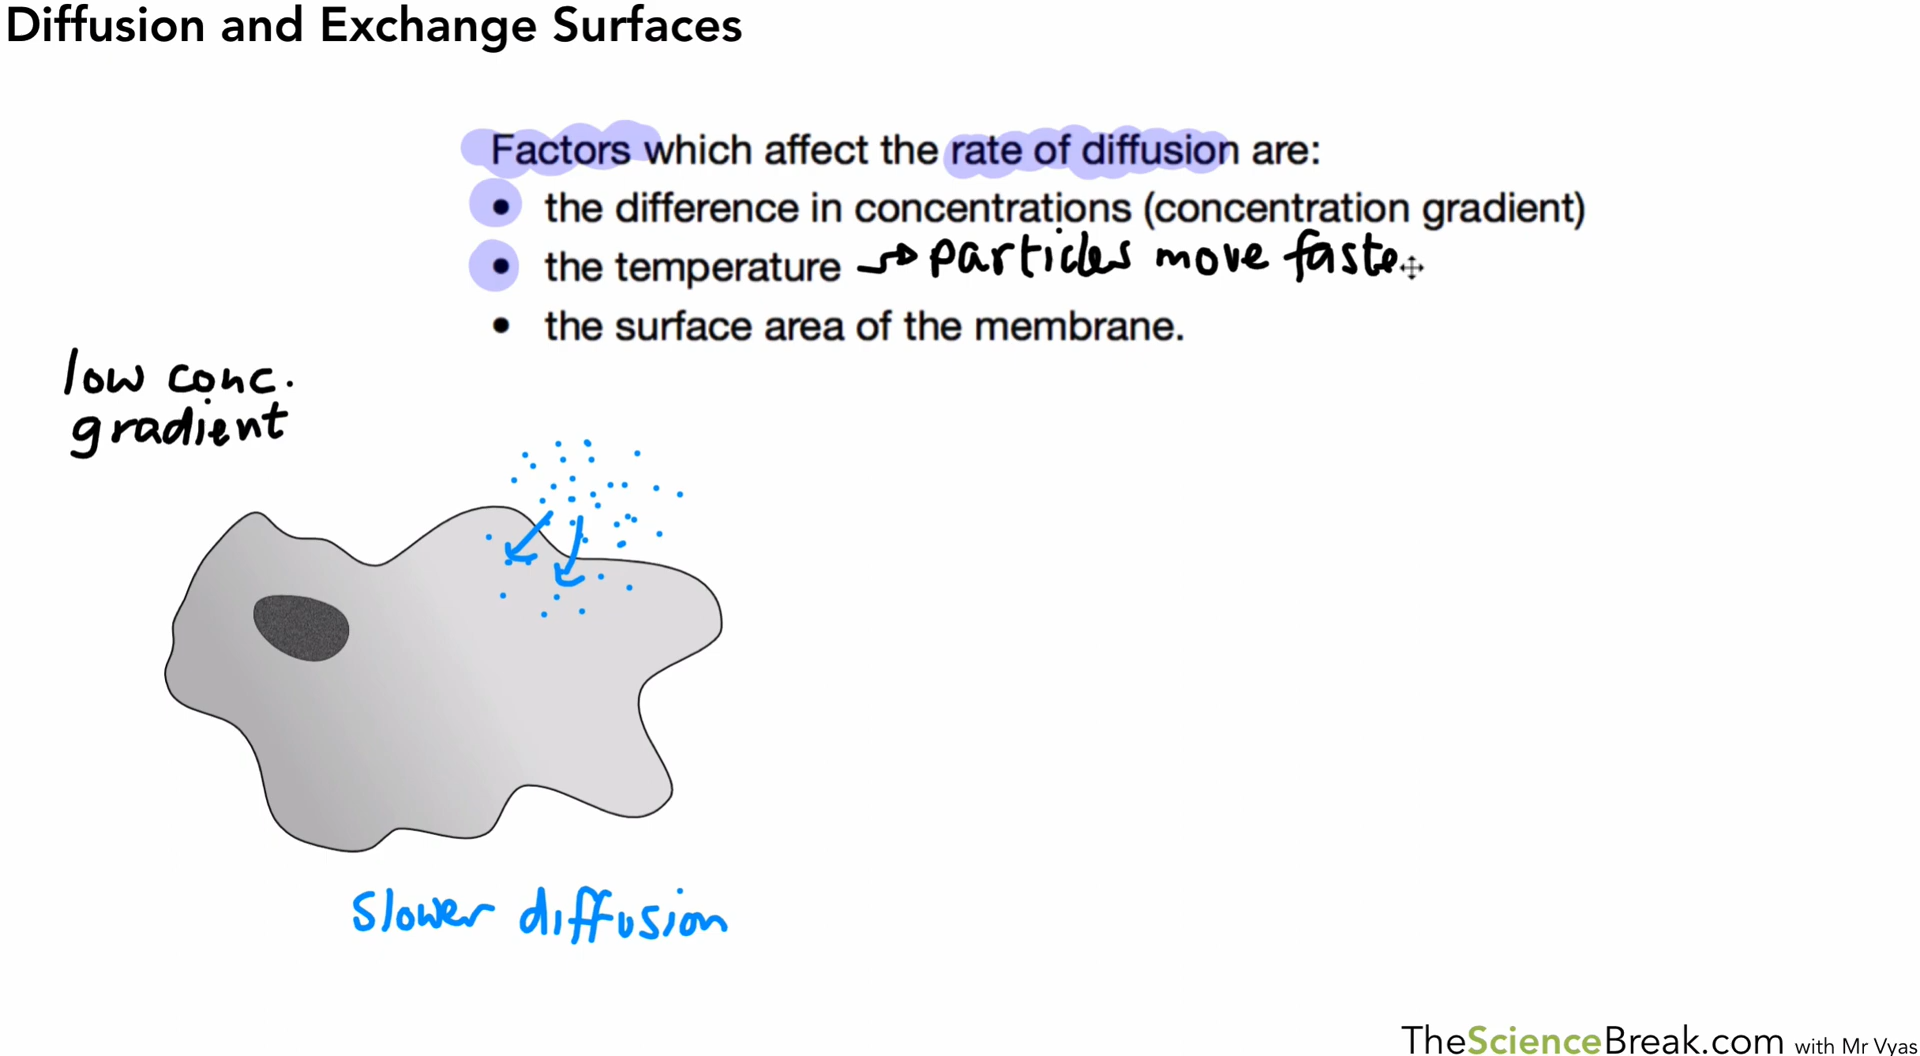 Diffusion and Exchange Surfaces
Factors which affect the rate of diffusion are:
• the difference in concentrations (concentration gradient)
• the temperature → particles move faste
• the surface area of the membrane.
low conc.
gradient
slower diffusion
TheScienceBreak.com with Mr Vyas